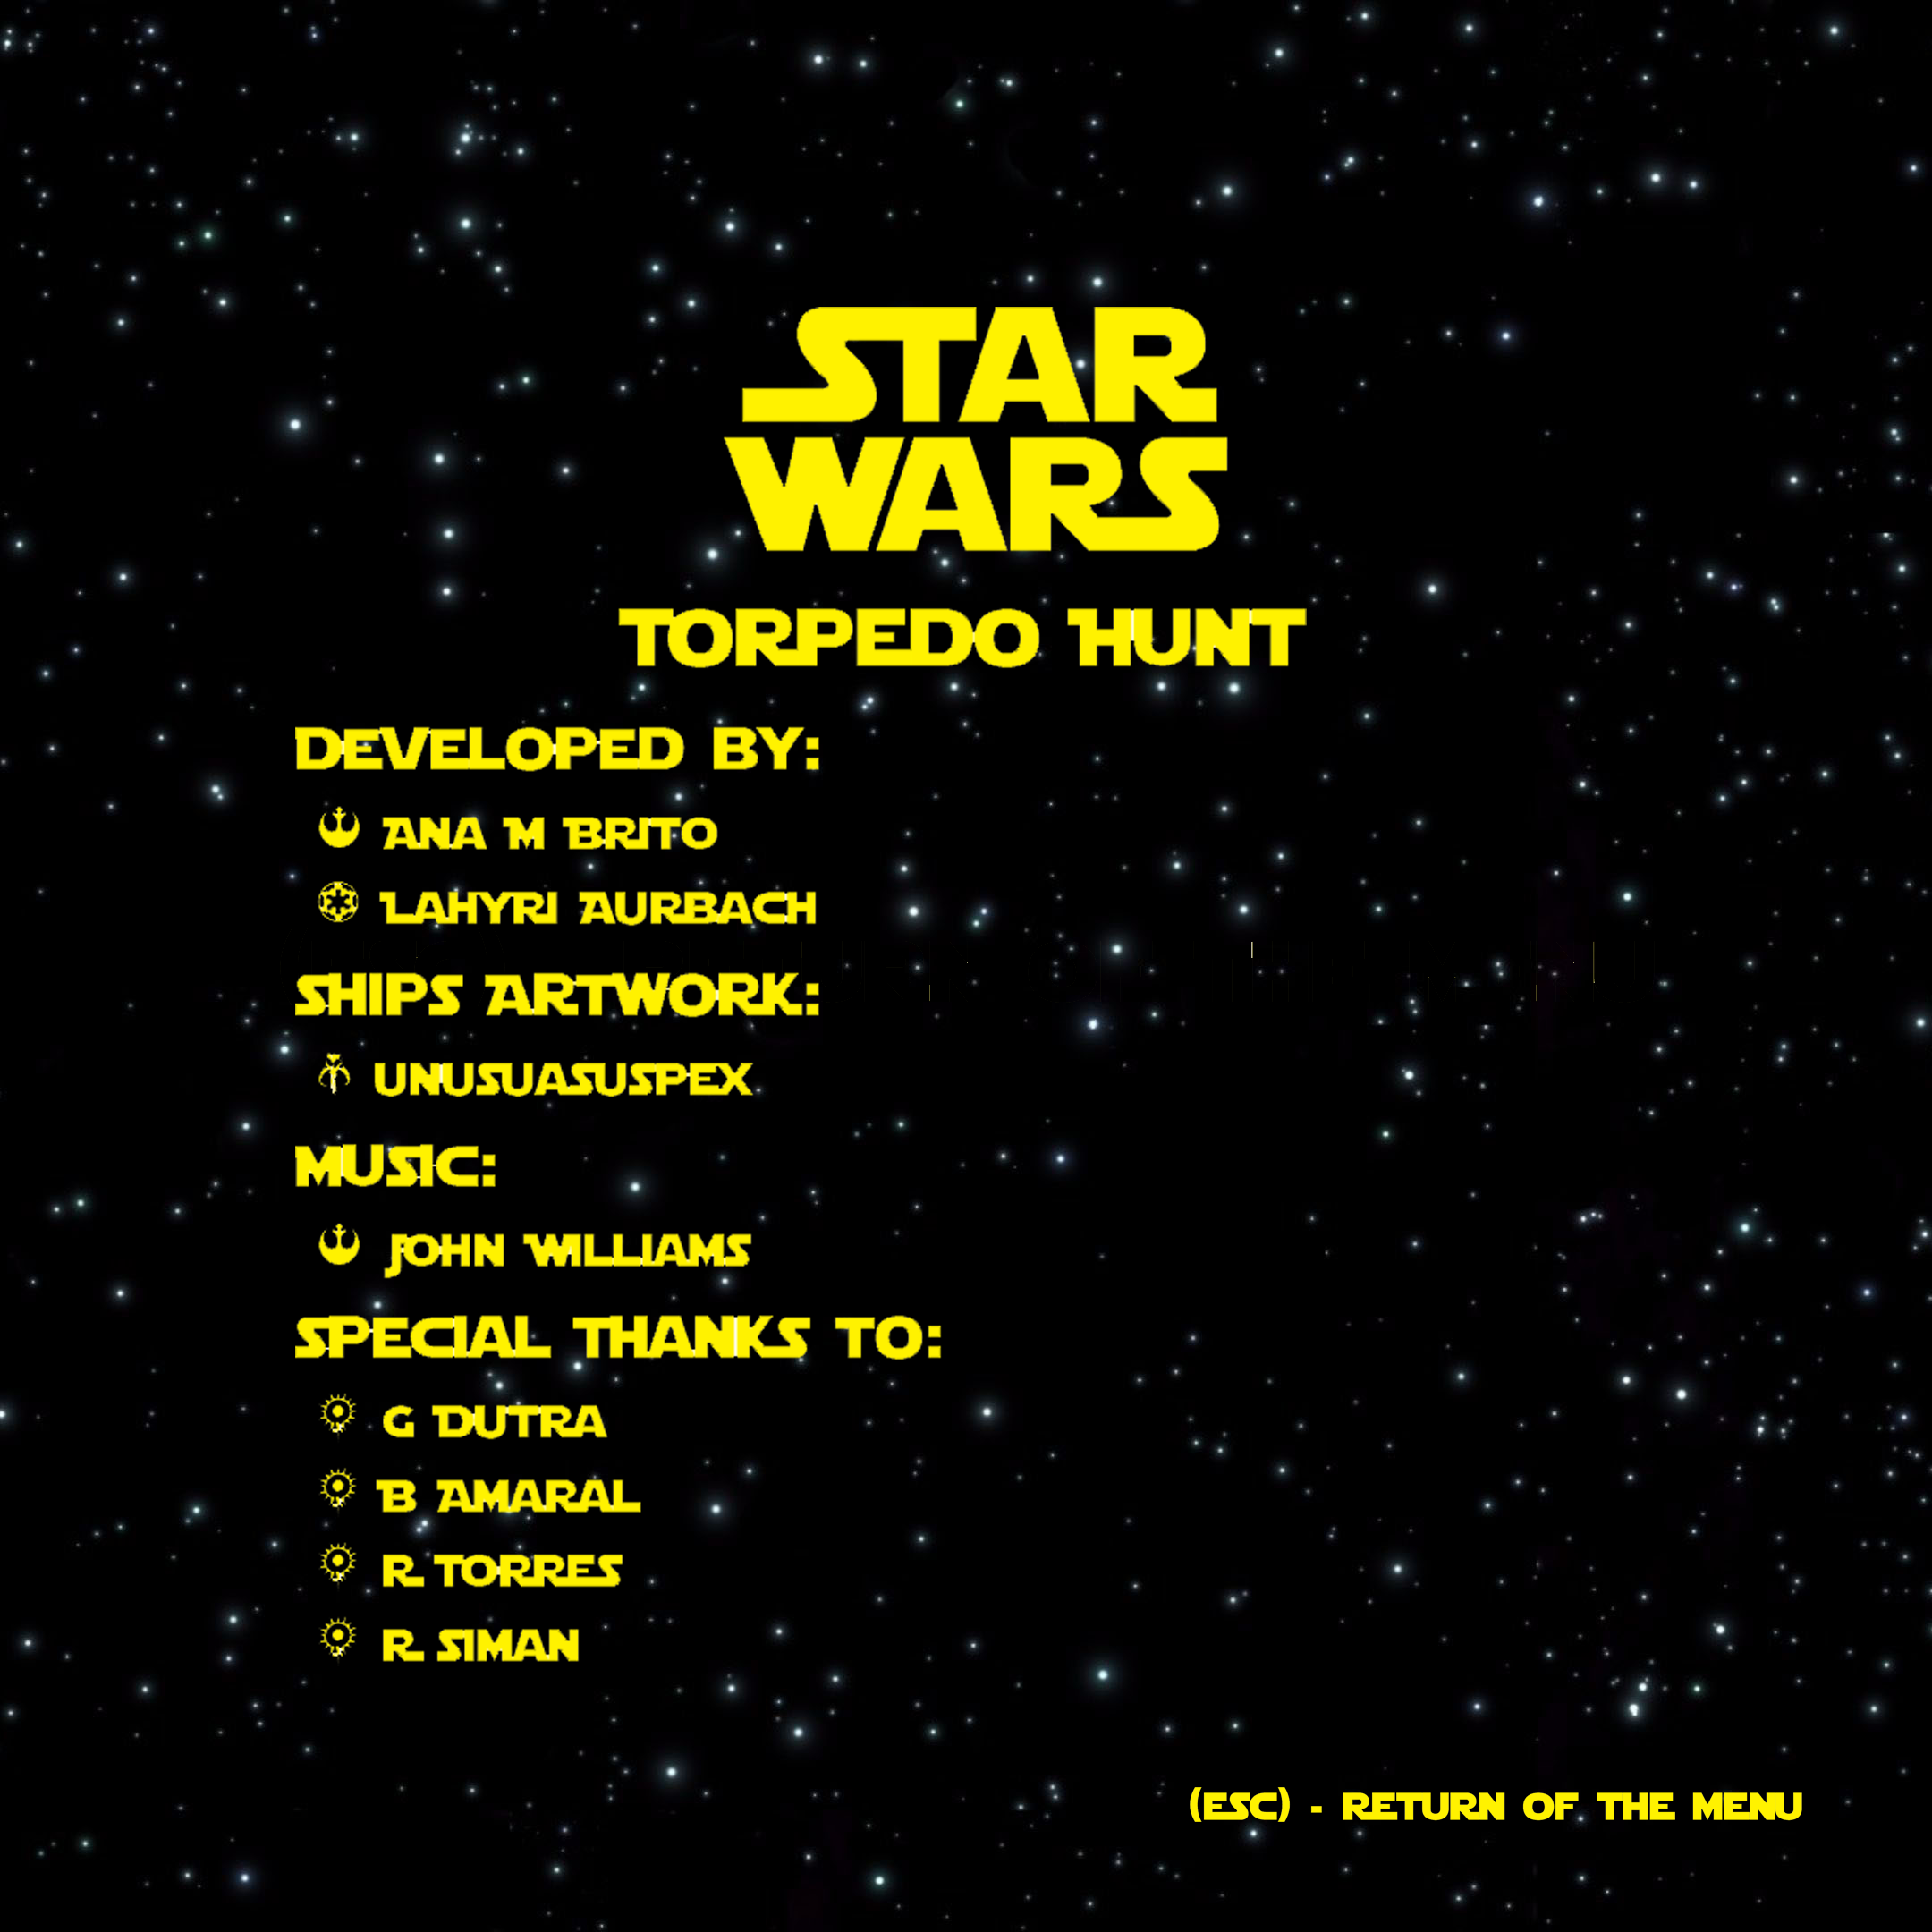 STAR
WARS
TORPEDO HUNT
DEVELOPED BY:
ANA M BRITO
LAHYRI AURBACH
SHIPS ARTWORK:
UNUSUASUSPEX
MUSIC:
JOHN WILLIAMS
SPECIAL THANKS TO:
G DUTRA
B AMARAL
R TORRES
R SIMAN
(ESC) - RETURN OF THE MENU